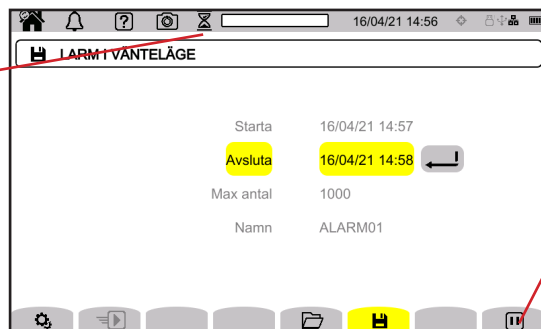 16/04/21 14:56
LARM I VÄNTELÄGE
Starta 16/04/21 14:57
Avsluta 16/04/21 14:58
Max antal 1000
Namn ALARM01